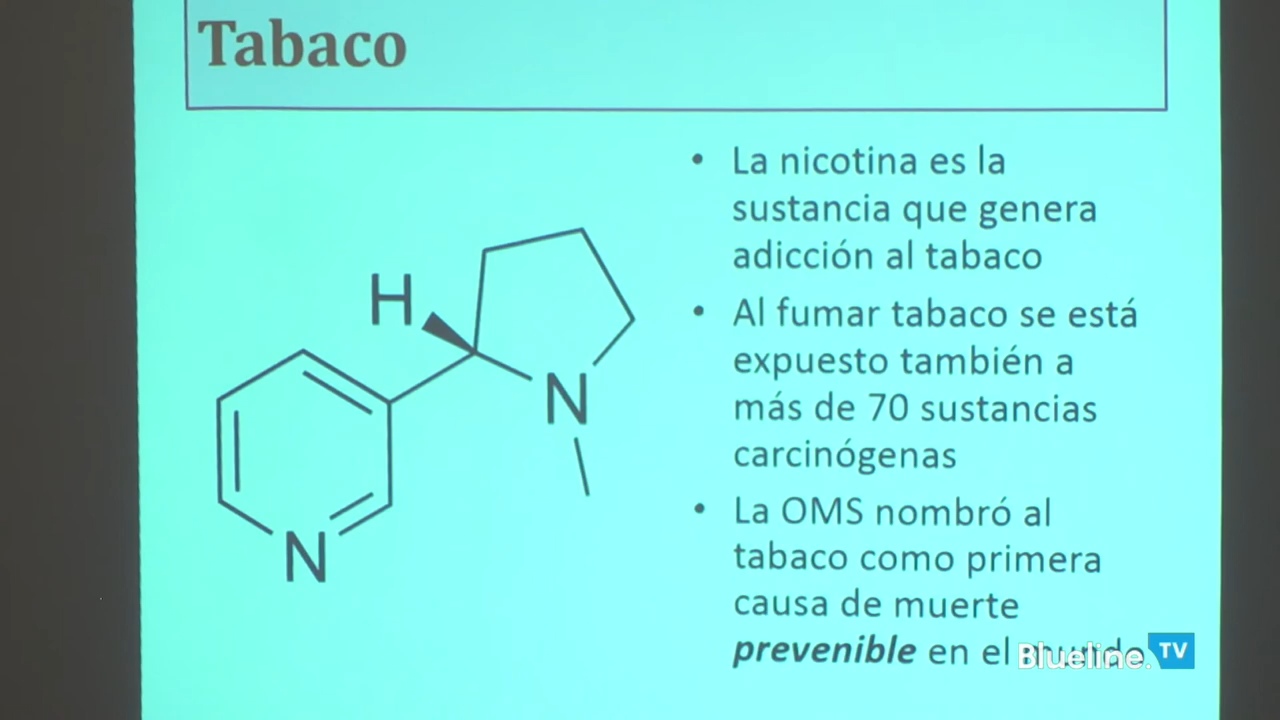 Tabaco
• La nicotina es la
sustancia que genera
adicción al tabaco
• Al fumar tabaco se está
expuesto también a
más de 70 sustancias
carcinógenas
• La OMS nombró al
tabaco como primera
causa de muerte
prevenible en el mundo
Blueline. TV
H
N
N